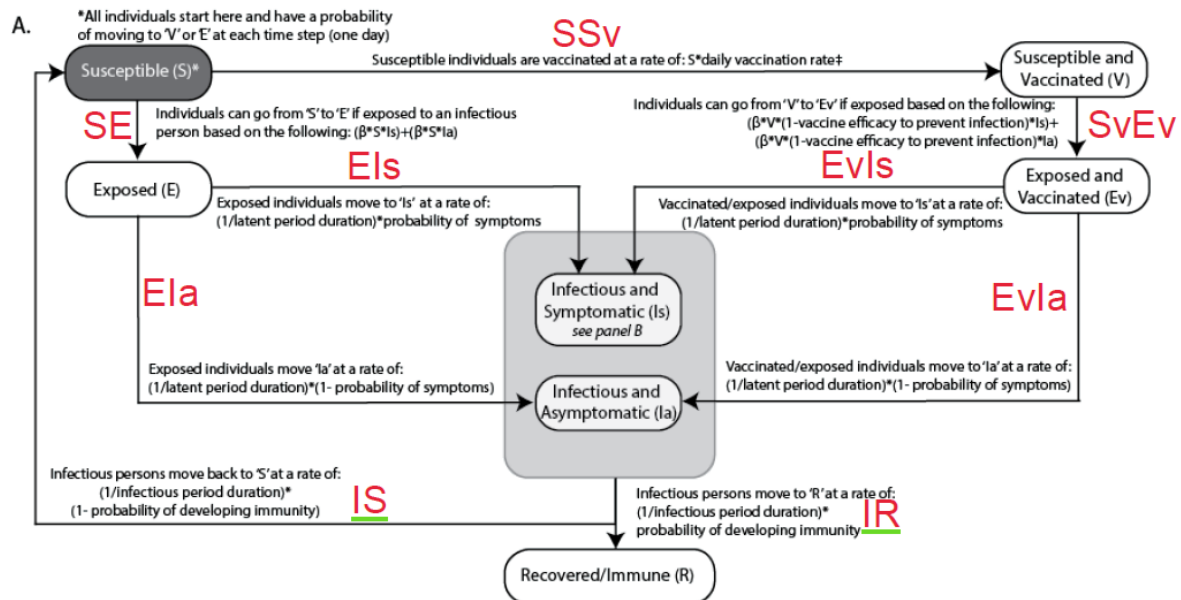 A.
*All individuals start here and have a probability
of moving to 'V' or 'E' at each time step (one day)
SSv
Susceptible (S)*
Susceptible individuals are vaccinated at a rate of: S*daily vaccination rate‡
Susceptible and
Vaccinated (V)
SE
Individuals can go from 'S' to 'E' if exposed to an infectious
person based on the following: (β*S*Is)+(β*S*Ia)
Individuals can go from 'V' to 'Ev' if exposed based on the following:
(β*V*(1-vaccine efficacy to prevent infection)*Is)+
(β*V*(1-vaccine efficacy to prevent infection)*Ia)
SvEv
EIs
EvIs
Exposed (E)
Exposed and
Vaccinated (Ev)
Exposed individuals move to 'Is' at a rate of:
(1/latent period duration)*probability of symptoms
Vaccinated/exposed individuals move to 'Is' at a rate of:
(1/latent period duration)*probability of symptoms
EIa
EvIa
Infectious and
Symptomatic (Is)
see panel B
Exposed individuals move 'Ia' at a rate of:
(1/latent period duration)*(1- probability of symptoms)
Vaccinated/exposed individuals move to 'Ia' at a rate of:
(1/latent period duration)*(1- probability of symptoms)
Infectious and
Asymptomatic (Ia)
Infectious persons move back to 'S' at a rate of:
(1/infectious period duration)*
(1- probability of developing immunity)
IS
Infectious persons move to 'R' at a rate of:
(1/infectious period duration)*
probability of developing immunity
IR
Recovered/Immune (R)